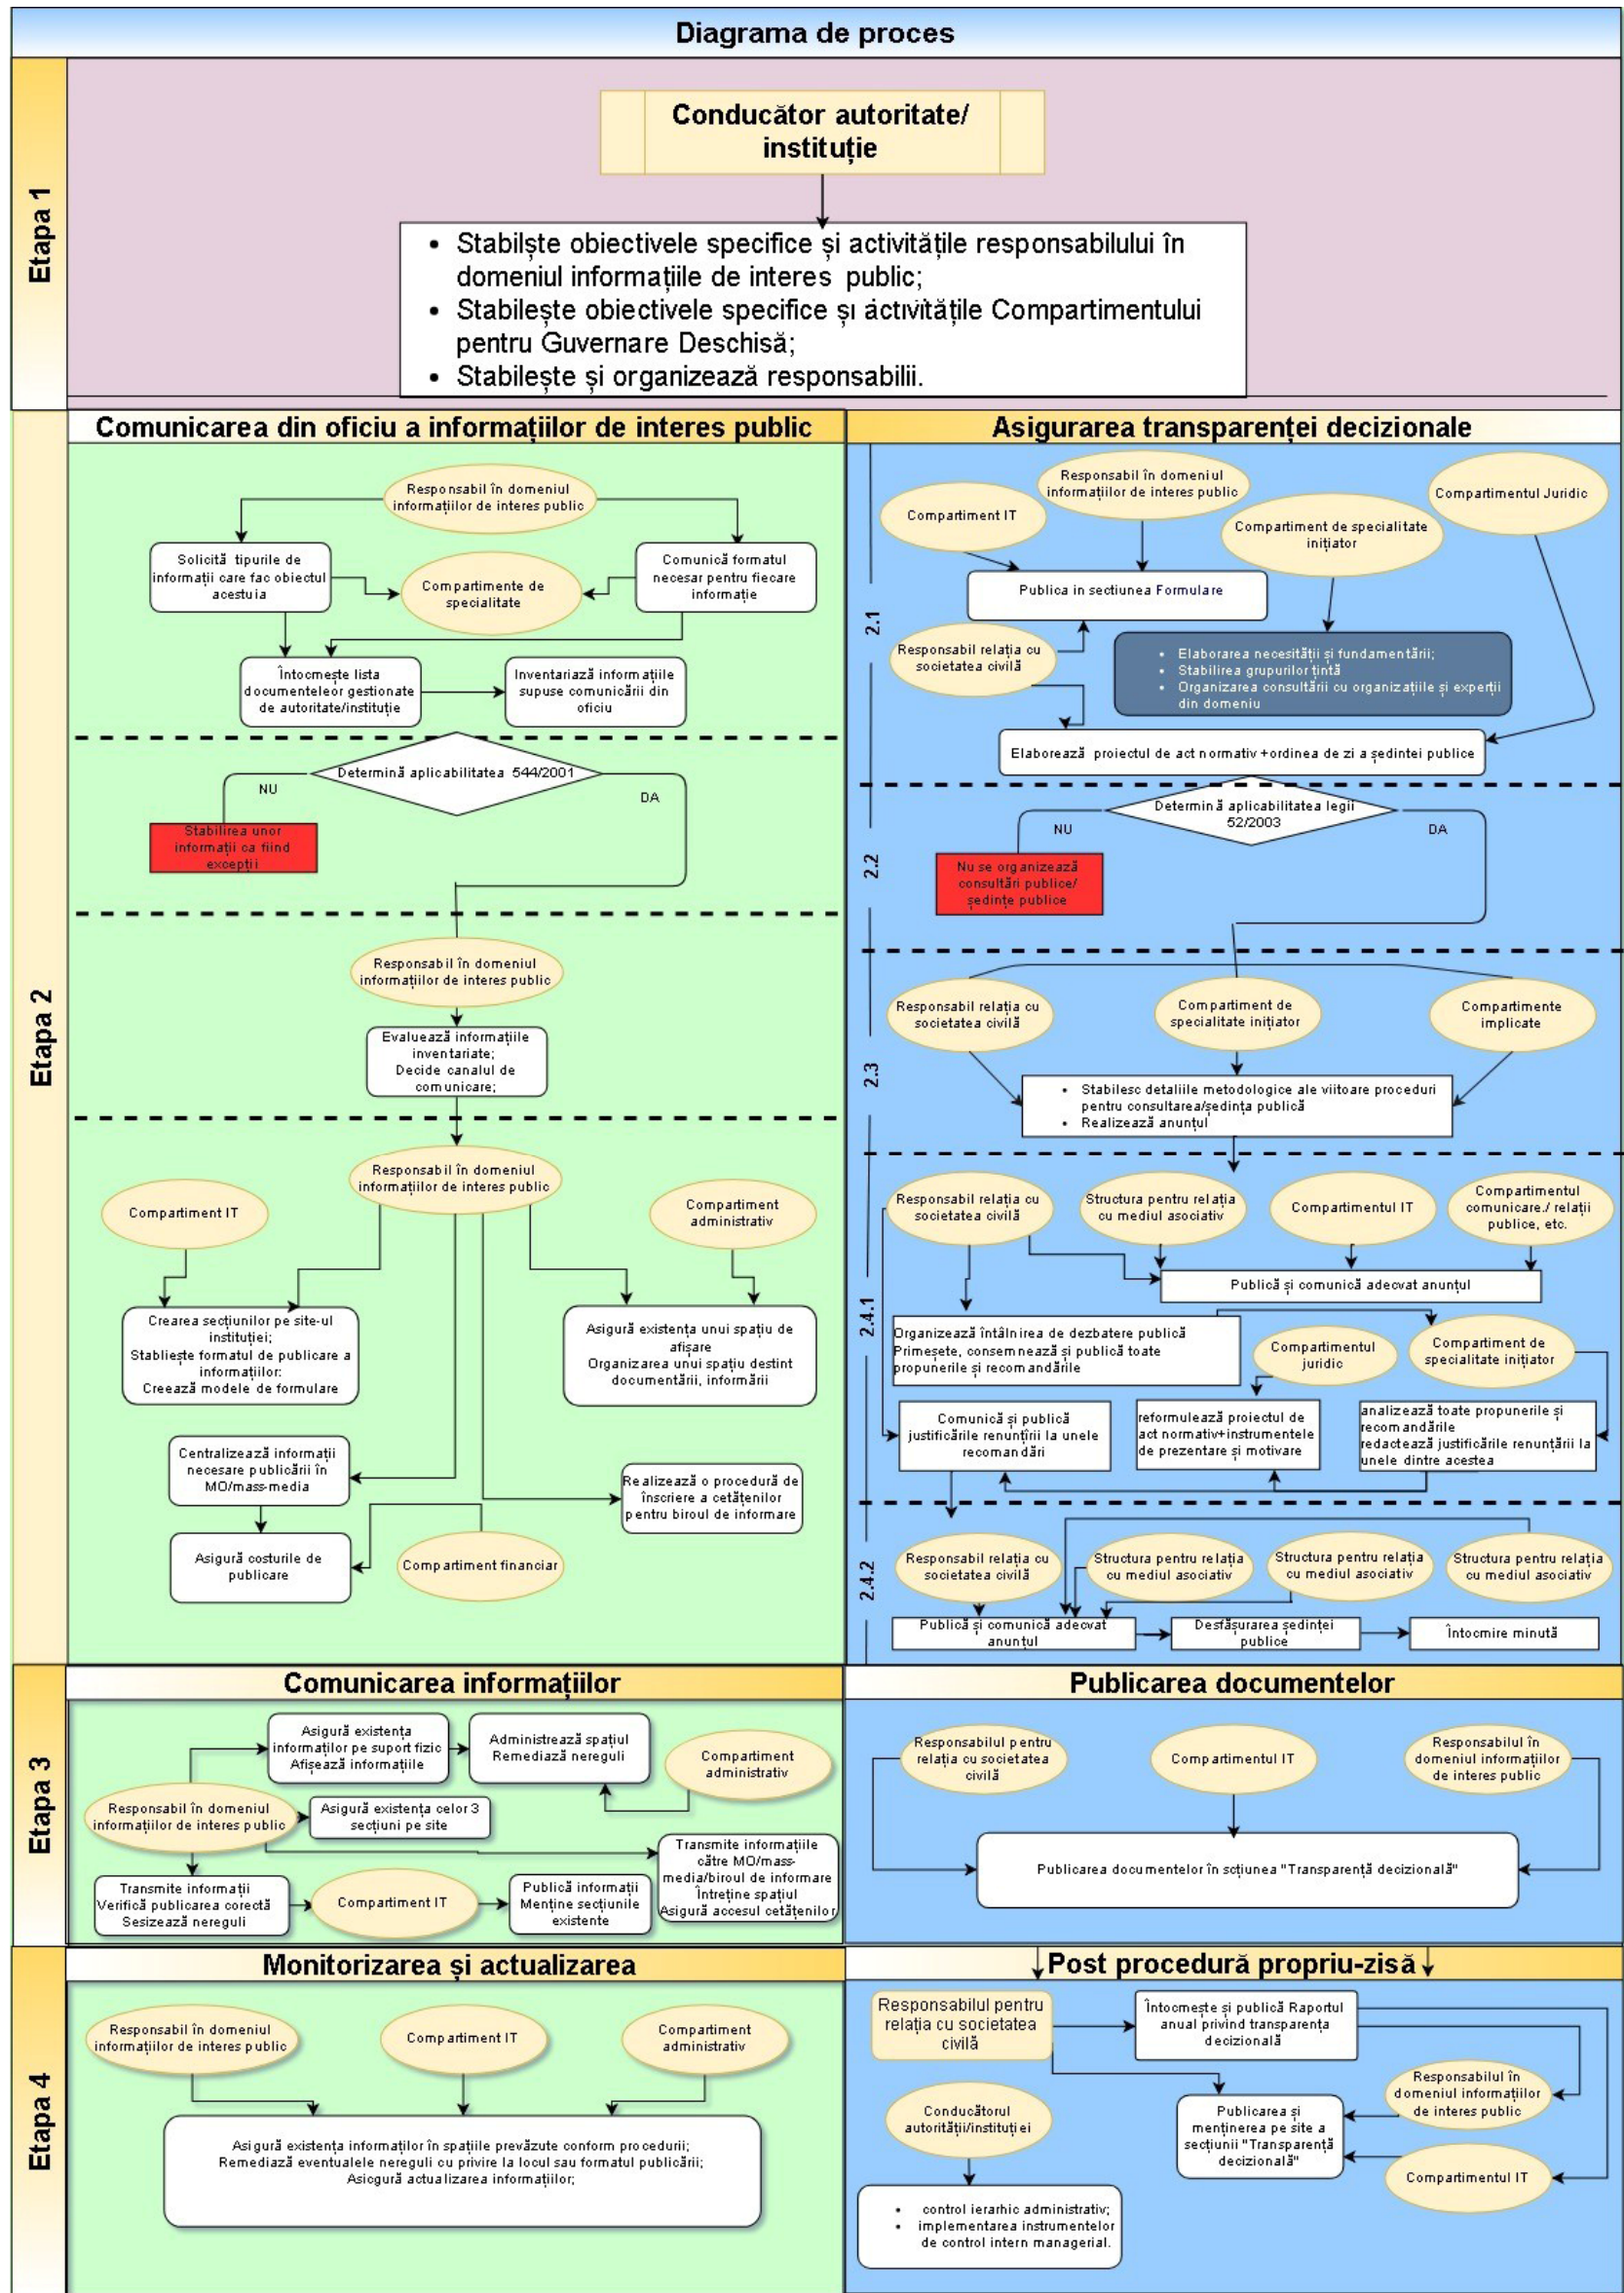 Diagrama de proces
Etapa 1
Conducător autoritate/
instituție
• Stabilște obiectivele specifice și activitățile responsabilului în
domeniul informațiile de interes public;
• Stabilește obiectivele specifice și activitățile Compartimentului
pentru Guvernare Deschisă;
• Stabilește și organizează responsabilii.
Etapa 2
Comunicarea din oficiu a informațiilor de interes public
Responsabil în domeniul
informațiilor de interes public
Solicită tipurile de
informații care fac obiectul
acestuia
Compartimente de
specialitate
Comunică formatul
necesar pentru fiecare
informație
Întocmește lista
documenteleor gestionate
de autoritate/instituție
Inventariază informațiile
supuse comunicării din
oficiu
Determină aplicabilitatea 544/2001
NU
DA
Stabilirea unor
informații ca fiind
excepții
Responsabil în domeniul
informațiilor de interes public
Evaluează informațiile
inventariate;
Decide canalul de
comunicare;
Responsabil în domeniul
informațiilor de interes public
Compartiment IT
Compartiment
administrativ
Crearea secțiunilor pe site-ul
instituției;
Stabliește formatul de publicare a
informațiilor:
Creează modele de formulare
Asigură existența unui spațiu de
afișare
Organizarea unui spațiu destint
documentării, informării
Centralizează informații
necesare publicării în
MO/mass-media
Realizează o procedură de
înscriere a cetățenilor
pentru biroul de informare
Asigură costurile de
publicare
Compartiment financiar
Asigurarea transparenței decizionale
2.1
Compartiment IT
Responsabil în domeniul
informațiilor de interes public
Compartiment de specialitate
inițiator
Compartimentul Juridic
Publica in sectiunea Formulare
Responsabil relația cu
societatea civilă
• Elaborarea necesității și fundamentării;
• Stabilirea grupurilor țintă
• Organizarea consultării cu organizațiile și experții
din domeniu
Elaborează proiectul de act normativ +ordinea de zi a ședintei publice
2.2
Determină aplicabilitatea legii
52/2003
NU
DA
Nu se organizează
consultări publice/
ședințe publice
2.3
Responsabil relația cu
societatea civilă
Compartiment de
specialitate inițiator
Compartimente
implicate
• Stabilesc detaliile metodologice ale viitoare proceduri
pentru consultarea/ședința publică
• Realizează anunțul
2.4.1
Responsabil relația cu
societatea civilă
Structura pentru relația
cu mediul asociativ
Compartimentul IT
Compartimentul
comunicare./ relații
publice, etc.
Publică și comunică adecvat anunțul
Organizează întâlnirea de dezbatere publică
Primeșete, consemnează și publică toate
propunerile și recomandările
Compartimentul
juridic
Compartiment de
specialitate inițiator
Comunică și publică
justificările renunțirii la unele
recomandări
reformulează proiectul de
act normativ+instrumentele
de prezentare și motivare
analizează toate propunerile și
recomandările
redactează justificările renunțării la
unele dintre acestea
2.4.2
Responsabil relația cu
societatea civilă
Structura pentru relația
cu mediul asociativ
Structura pentru relația
cu mediul asociativ
Structura pentru relația
cu mediul asociativ
Publică și comunică adecvat
anunțul
Desfășurarea ședinței
publice
Întocmire minută
Etapa 3
Comunicarea informațiilor
Asigură existența
informaților pe suport fizic
Afișează informațiile
Administrează spațiul
Remediază nereguli
Compartiment
administrativ
Responsabil în domeniul
informațiilor de interes public
Asigură existența celor 3
secțiuni pe site
Transmite informațiile
către MO/mass-
media/biroul de informare
Întreține spațiul
Asigură accesul cetățenilor
Transmite informații
Verifică publicarea corectă
Sesizează nereguli
Compartiment IT
Publică informații
Menține secțiunile
existente
Publicarea documentelor
Responsabilul pentru
relația cu societatea
civilă
Compartimentul IT
Responsabilul în
domeniul informațiilor
de interes public
Publicarea documentelor în scțiunea "Transparență decizională"
Etapa 4
Monitorizarea și actualizarea
Responsabil în domeniul
informațiilor de interes public
Compartiment IT
Compartiment
administrativ
Asigură existența informaților în spațiile prevăzute conform procedurii;
Remediază eventualele nereguli cu privire la locul sau formatul publicării;
Asicgură actualizarea informațiilor;
Post procedură propriu-zisă
Responsabilul pentru
relația cu societatea
civilă
Întocmește și publică Raportul
anual privind transparența
decizională
Conducătorul
autorității/instituției
Publicarea și
menținerea pe site a
secțiunii "Transparență
decizională"
Responsabilul în
domeniul informațiilor
de interes public
Compartimentul IT
• control ierarhic administrativ;
• implementarea instrumentelor
de control intern managerial.